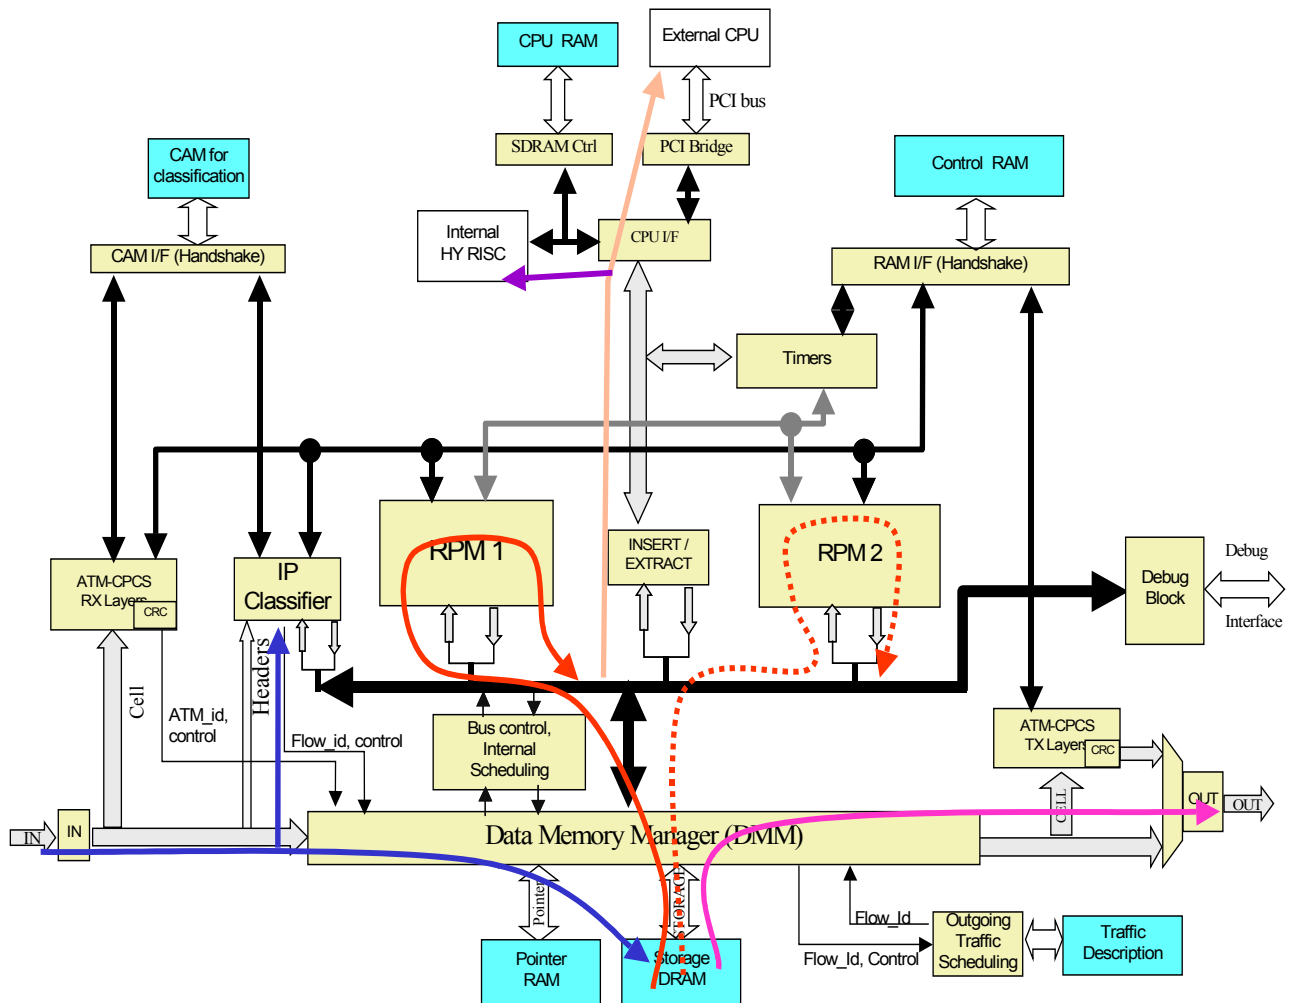 CPU RAM
External CPU
PCI bus
SDRAM Ctrl
PCI Bridge
CAM for
classification
Control RAM
Internal
HY RISC
CPU I/F
CAM I/F (Handshake)
RAM I/F (Handshake)
Timers
RPM 1
INSERT /
EXTRACT
RPM 2
ATM-CPCS
RX Layers
CRC
IP
Classifier
Debug
Block
Debug
Interface
Cell
Headers
ATM_id,
control
Flow_id, control
Bus control,
Internal
Scheduling
ATM-CPCS
TX Layers
CRC
CELL
IN
IN
Data Memory Manager (DMM)
OUT
OUT
Pointer
STORAGE
Flow_Id
Flow_Id, Control
Outgoing
Traffic
Scheduling
Traffic
Description
Pointer
RAM
Storage
DRAM